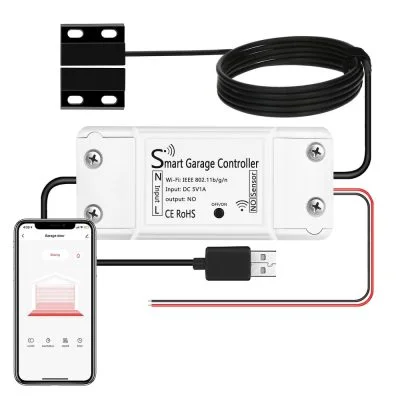 Smart Garage Controller
Wi-Fi: IEEE 802.11b/g/n
Input: DC 5V1A
output: NO
CE RoHS
OFF/ON
N Input L
NO|Sensor
Garage door